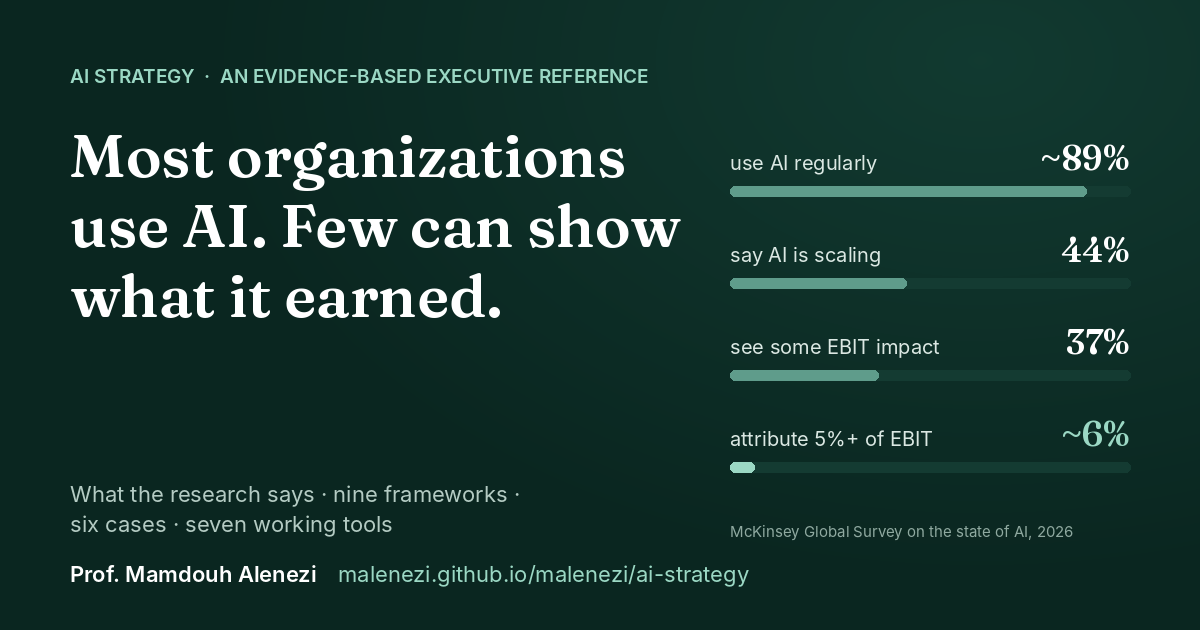 AI STRATEGY · AN EVIDENCE-BASED EXECUTIVE REFERENCE
Most organizations
use AI. Few can show
what it earned.
use AI regularly ~89%
say AI is scaling 44%
see some EBIT impact 37%
attribute 5%+ of EBIT ~6%
McKinsey Global Survey on the state of AI, 2026
What the research says · nine frameworks ·
six cases · seven working tools
Prof. Mamdouh Alenezi malenezi.github.io/malenezi/ai-strategy